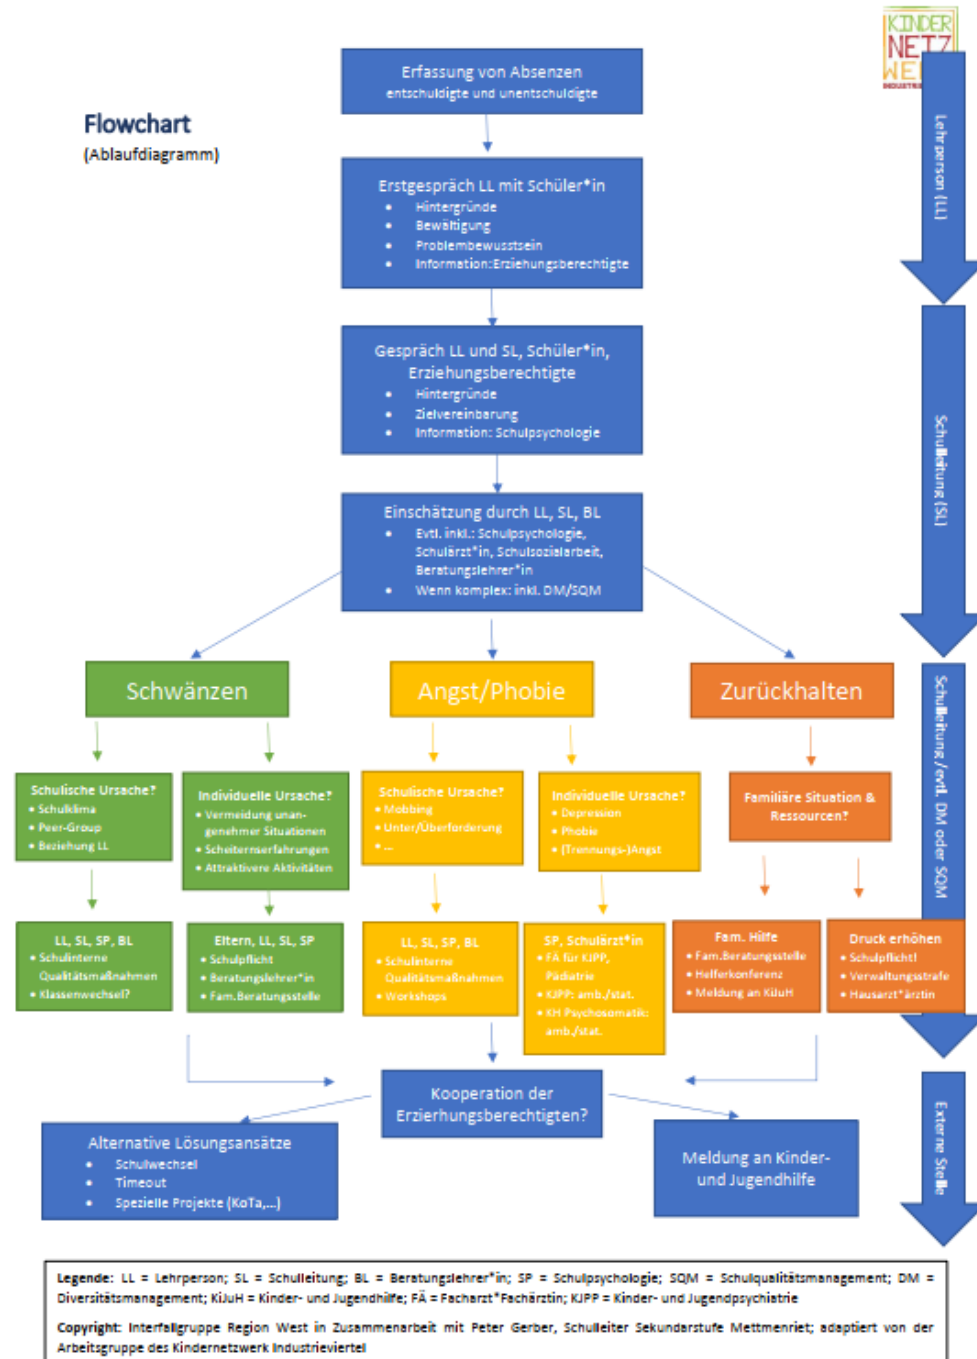 KINDER
NETZ
WERK
INDUSTRIE
Flowchart
(Ablaufdiagramm)
Erfassung von Absenzen
entschuldigte und unentschuldigte
Erstgespräch LL mit Schüler*in
• Hintergründe
• Bewältigung
• Problembewusstsein
• Information:Erziehungsberechtigte
Gespräch LL und SL, Schüler*in,
Erziehungsberechtigte
• Hintergründe
• Zielvereinbarung
• Information: Schulpsychologie
Einschätzung durch LL, SL, BL
• Evtl. inkl.: Schulpsychologie,
Schulärzt*in, Schulsozialarbeit,
Beratungslehrer*in
• Wenn komplex: inkl. DM/SQM
Lehrperson (LL)
Schulleitung (SL)
Schulleitung/evtl. DM oder SQM
Externe Stelle
Schwänzen
Angst/Phobie
Zurückhalten
Schulische Ursache?
• Schulklima
• Peer-Group
• Beziehung LL
Individuelle Ursache?
• Vermeidung unan-
genehmer Situationen
• Scheiternserfahrungen
• Attraktivere Aktivitäten
Schulische Ursache?
• Mobbing
• Unter/Überforderung
• ...
Individuelle Ursache?
• Depression
• Phobie
• (Trennungs-)Angst
Familiäre Situation &
Ressourcen?
LL, SL, SP, BL
• Schulinterne
Qualitätsmaßnahmen
• Klassenwechsel?
Eltern, LL, SL, SP
• Schulpflicht
• Beratungslehrer*in
• Fam.Beratungsstelle
LL, SL, SP, BL
• Schulinterne
Qualitätsmaßnahmen
• Workshops
SP, Schulärzt*in
• FÄ für KJPP,
Pädiatrie
• KJPP: amb./stat.
• KH Psychosomatik:
amb./stat.
Fam. Hilfe
• Fam.Beratungsstelle
• Helferkonferenz
• Meldung an KiJuH
Druck erhöhen
• Schulpflicht!
• Verwaltungsstrafe
• Hausarzt*ärztin
Kooperation der
Erzierhungsberechtigten?
Alternative Lösungsansätze
• Schulwechsel
• Timeout
• Spezielle Projekte (KoTa,...)
Meldung an Kinder-
und Jugendhilfe
Legende: LL = Lehrperson; SL = Schulleitung; BL = Beratungslehrer*in; SP = Schulpsychologie; SQM = Schulqualitätsmanagement; DM =
Diversitätsmanagement; KiJuH = Kinder- und Jugendhilfe; FÄ = Facharzt*Fachärztin; KJPP = Kinder- und Jugendpsychiatrie
Copyright: Interfallgruppe Region West in Zusammenarbeit mit Peter Gerber, Schulleiter Sekundarstufe Mettmenriet; adaptiert von der
Arbeitsgruppe des Kindernetzwerk Industrieviertel